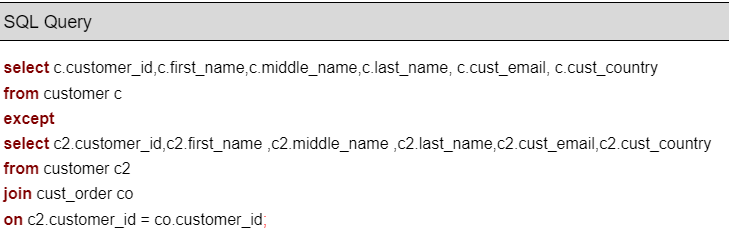 SQL Query
select c.customer_id,c.first_name,c.middle_name,c.last_name, c.cust_email, c.cust_country
from customer c
except
select c2.customer_id,c2.first_name ,c2.middle_name ,c2.last_name,c2.cust_email,c2.cust_country
from customer c2
join cust_order co
on c2.customer_id = co.customer_id;